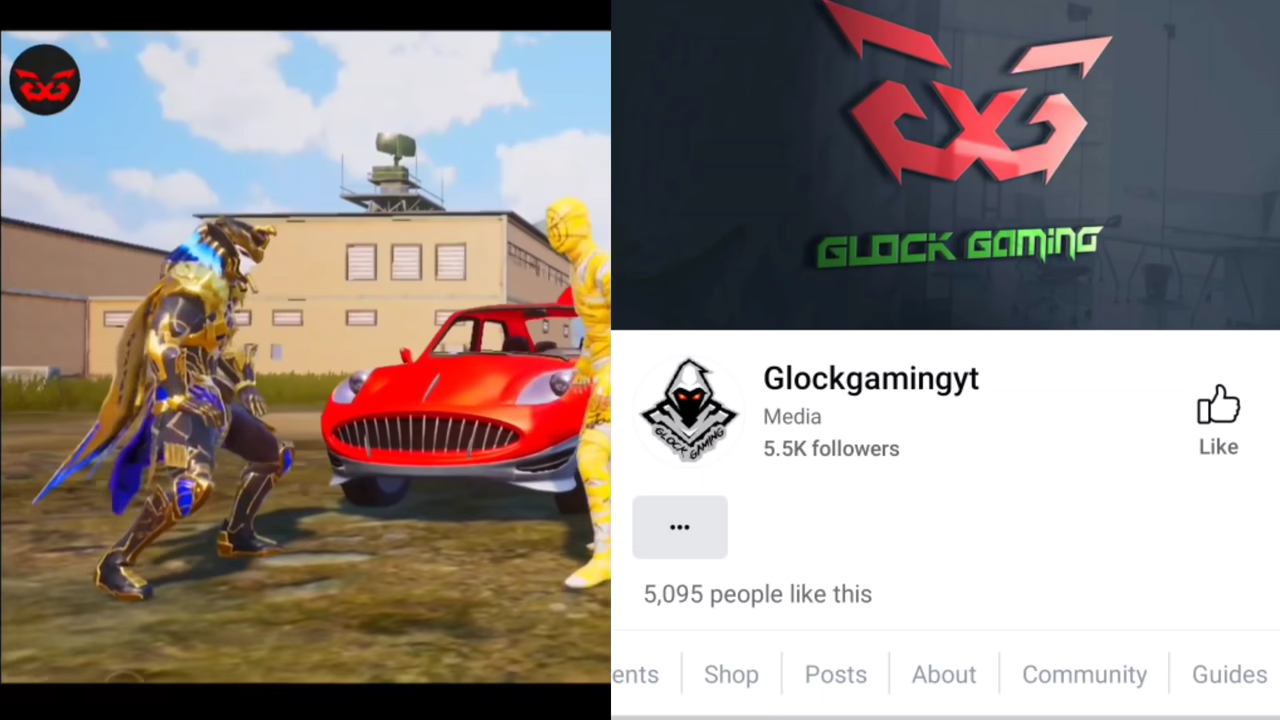 GLOCK GAMING
GLOCK GAMING
Glockgamingyt
Media
5.5K followers
Like
...
5,095 people like this
ents
Shop
Posts
About
Community
Guides